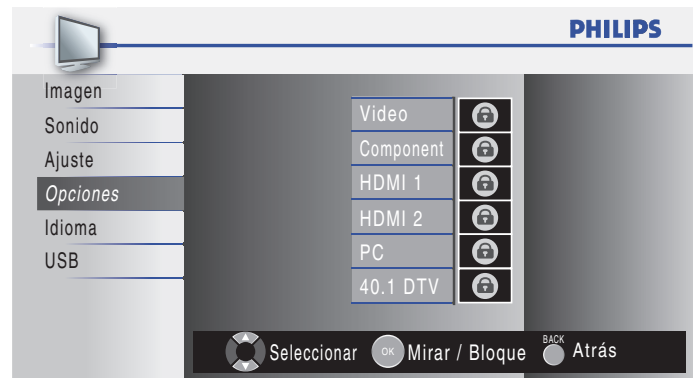 PHILIPS
Imagen
Sonido
Ajuste
Opciones
Idioma
USB
Video
Component
HDMI 1
HDMI 2
PC
40.1 DTV
Seleccionar OK Mirar / Bloque BACK Atrás